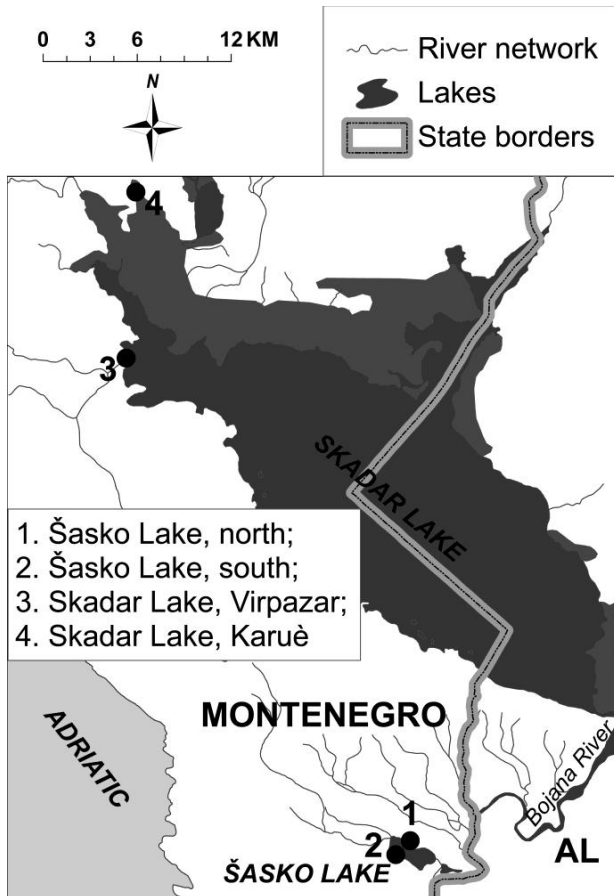 0 3 6 12 KM
N
River network
Lakes
State borders
4
3
SKADAR LAKE
1. Šasko Lake, north;
2. Šasko Lake, south;
3. Skadar Lake, Virpazar;
4. Skadar Lake, Karuè
ADRIATIC
MONTENEGRO
Bojana River
1
2
AL
ŠASKO LAKE